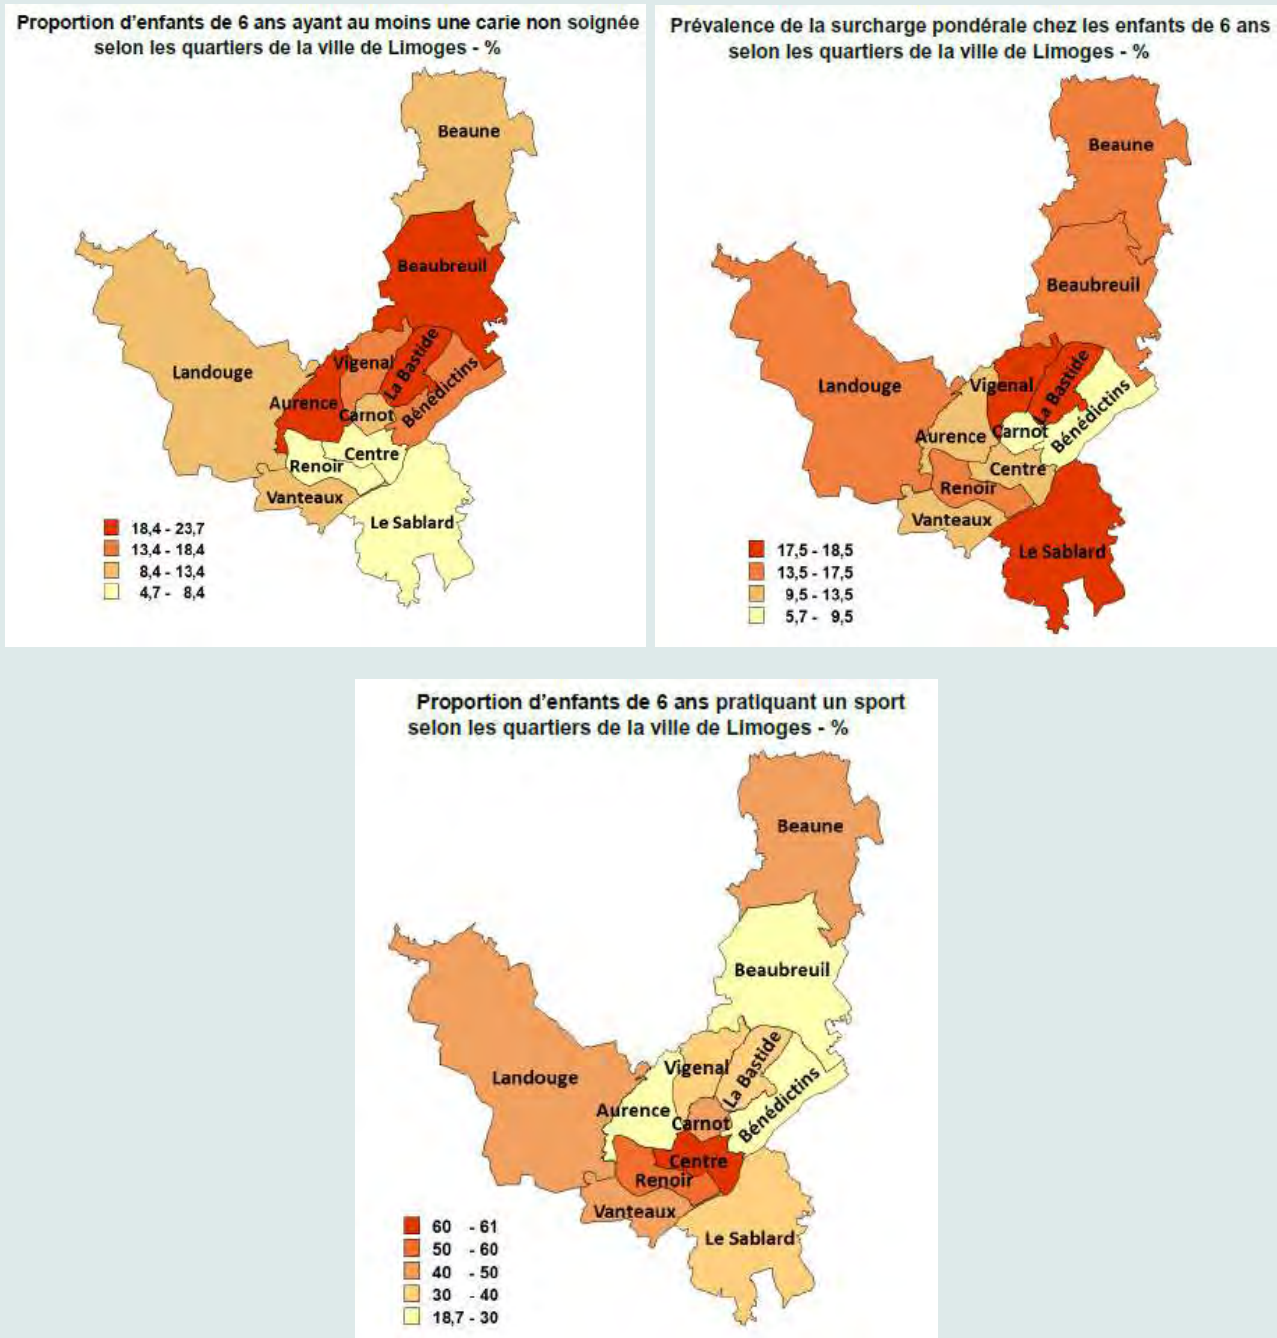 Proportion d'enfants de 6 ans ayant au moins une carie non soignée
selon les quartiers de la ville de Limoges - %
Beaune
Beaubreuil
Landouge
Vigenal
La Bastide
Bénédictins
Aurence
Carnot
Centre
Renoir
Vanteaux
Le Sablard
18,4 - 23,7
13,4 - 18,4
8,4 - 13,4
4,7 - 8,4
Prévalence de la surcharge pondérale chez les enfants de 6 ans
selon les quartiers de la ville de Limoges - %
Beaune
Beaubreuil
Landouge
Vigenal
La Bastide
Bénédictins
Aurence
Carnot
Centre
Renoir
Vanteaux
Le Sablard
17,5 - 18,5
13,5 - 17,5
9,5 - 13,5
5,7 - 9,5
Proportion d'enfants de 6 ans pratiquant un sport
selon les quartiers de la ville de Limoges - %
Beaune
Beaubreuil
Landouge
Vigenal
La Bastide
Bénédictins
Aurence
Carnot
Centre
Renoir
Vanteaux
Le Sablard
60 - 61
50 - 60
40 - 50
30 - 40
18,7 - 30